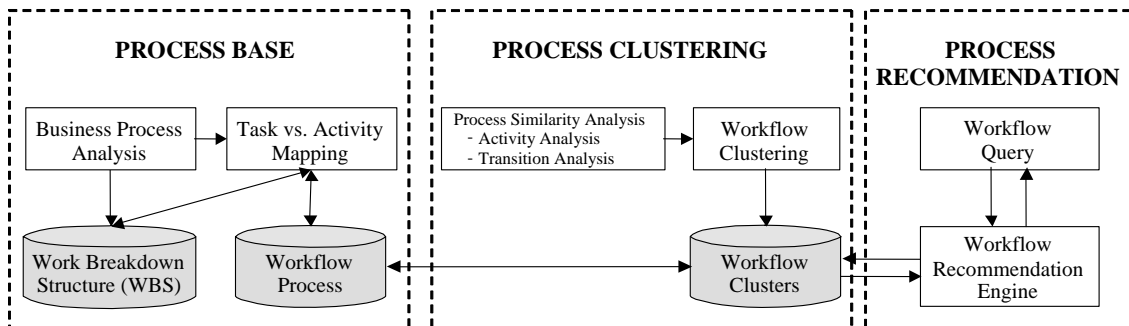 PROCESS BASE
Business Process
Analysis
Task vs. Activity
Mapping
Work Breakdown
Structure (WBS)
Workflow
Process
PROCESS CLUSTERING
Process Similarity Analysis
- Activity Analysis
- Transition Analysis
Workflow
Clustering
Workflow
Clusters
PROCESS
RECOMMENDATION
Workflow
Query
Workflow
Recommendation
Engine